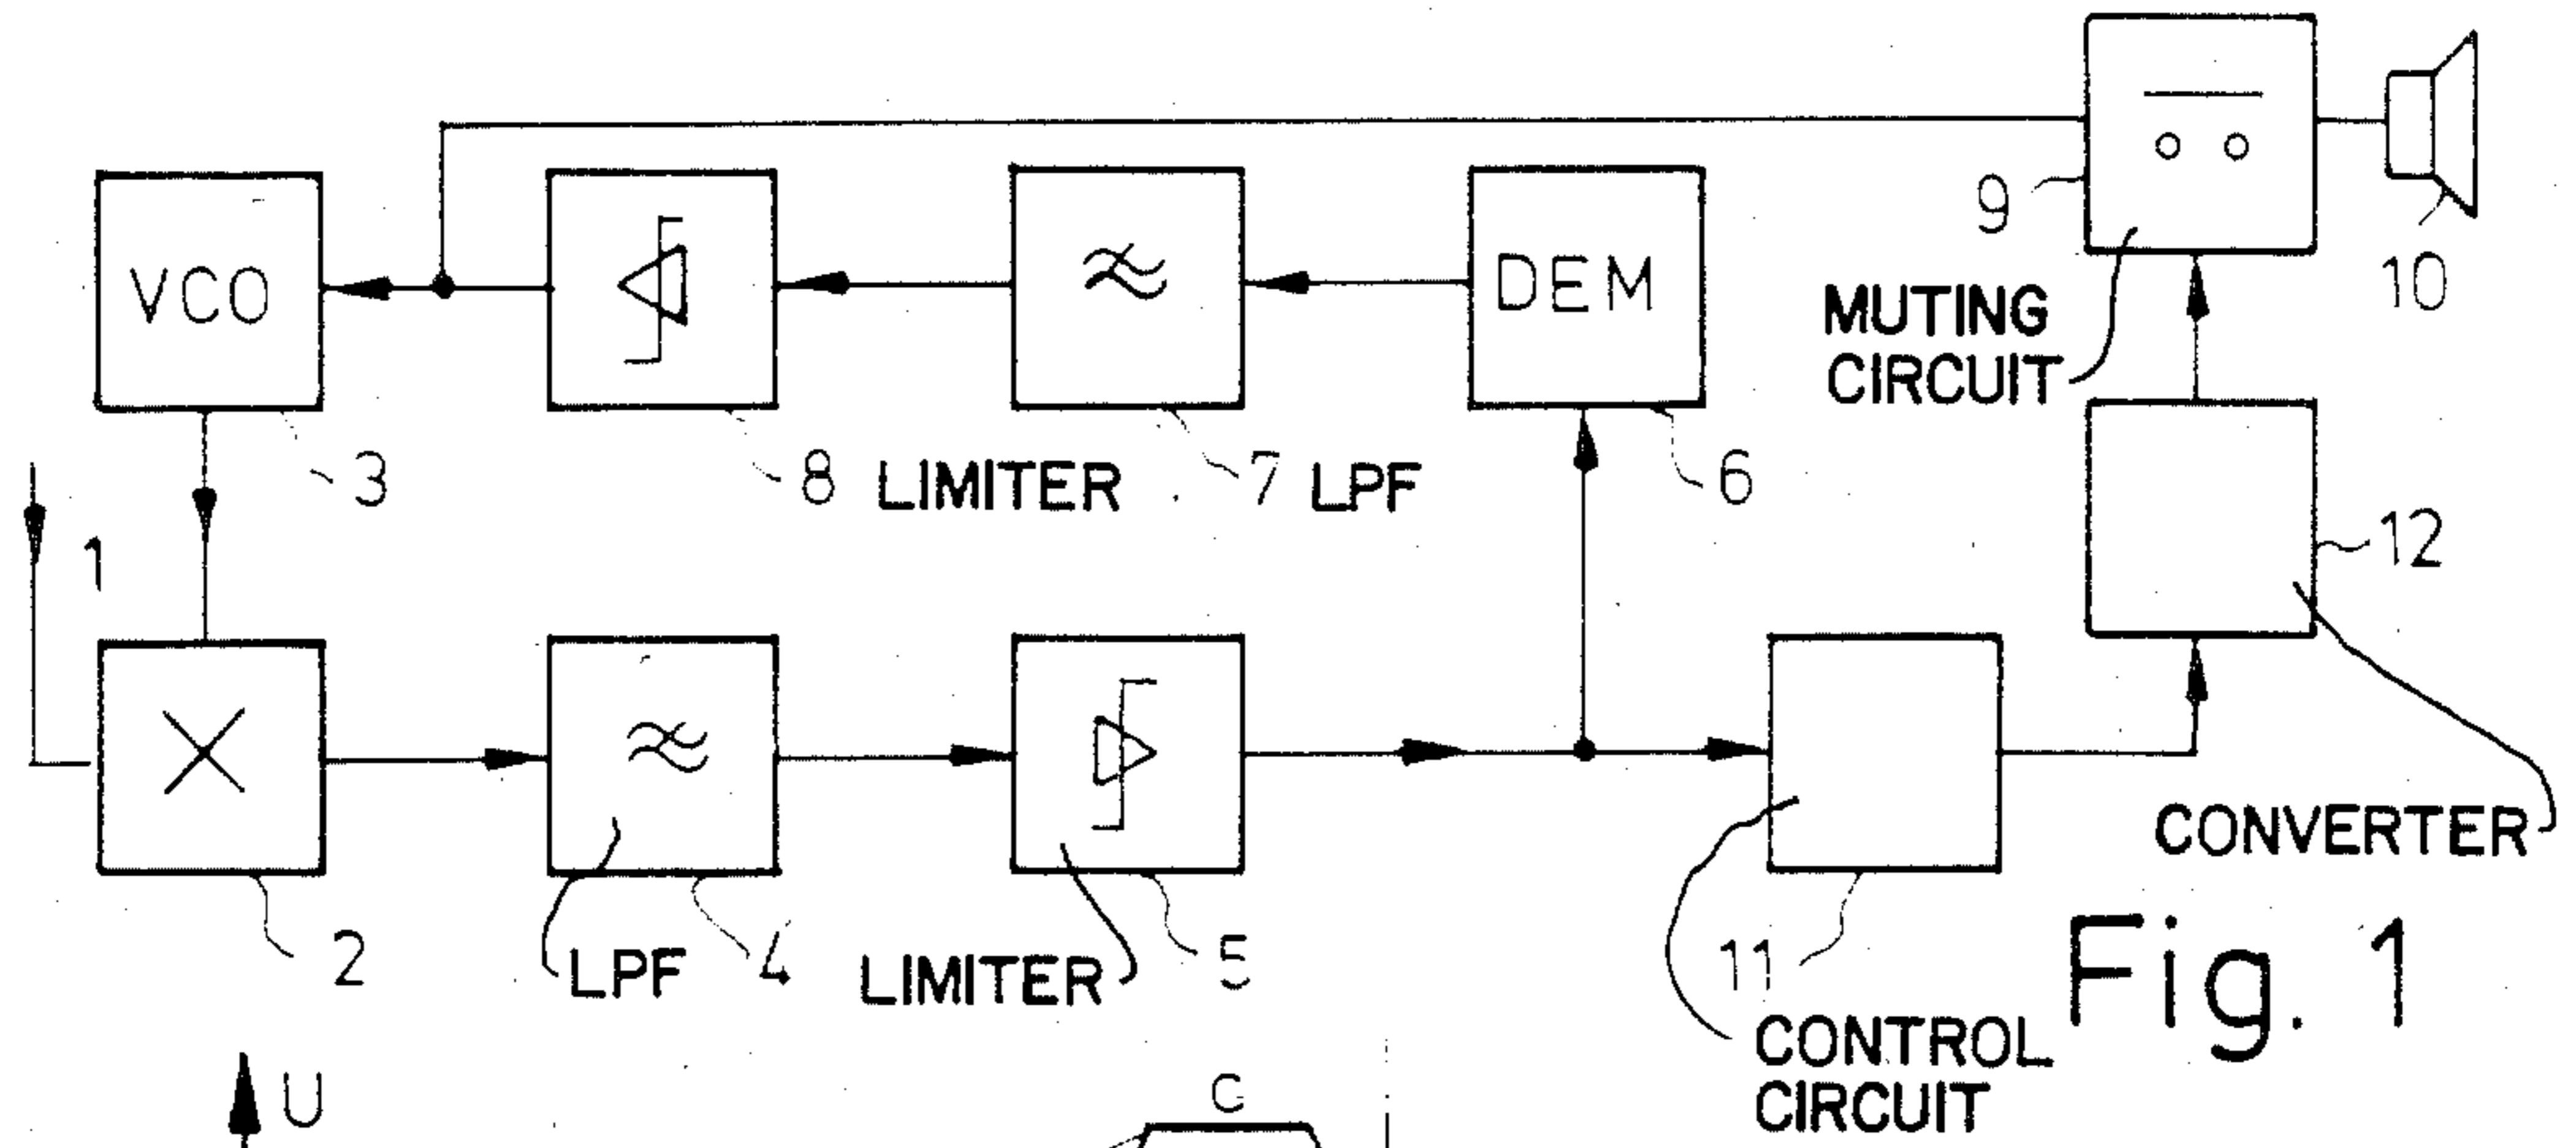 9
10
MUTING
CIRCUIT
VCO
DEM
3
8 LIMITER
7 LPF
6
12
1
CONVERTER
2
LPF
4
LIMITER
5
11
CONTROL
CIRCUIT
Fig. 1
U
C